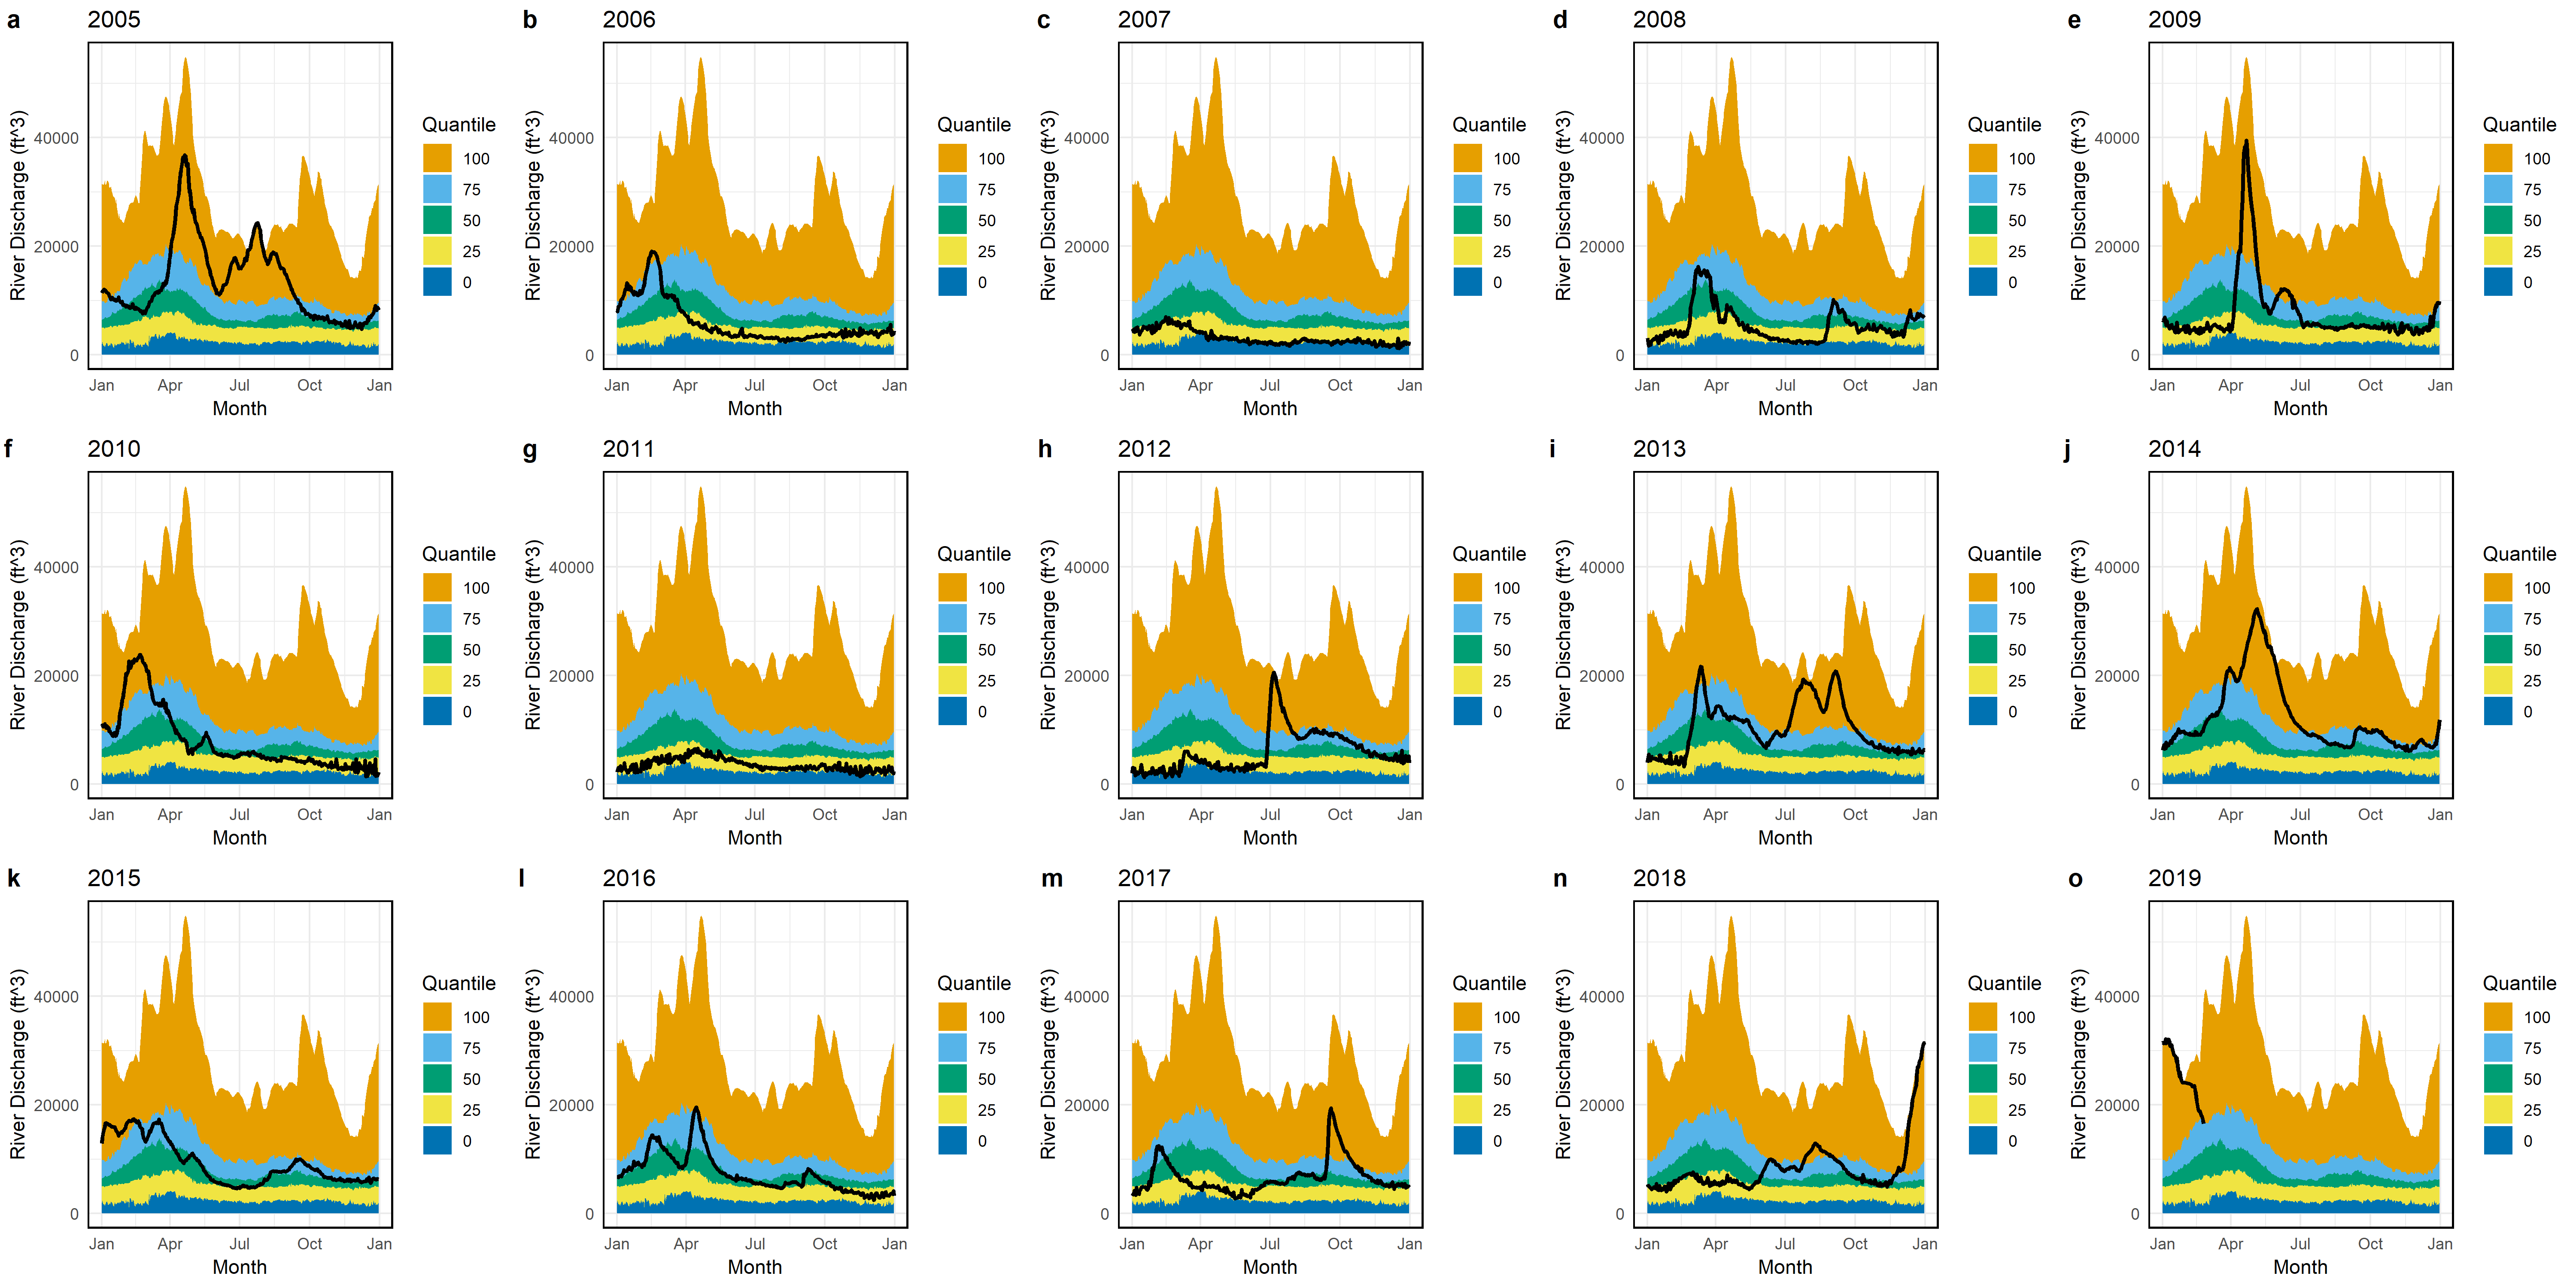 a 2005
River Discharge (ft^3)
40000
20000
0
Jan Apr Jul Oct Jan
Month
Quantile
100
75
50
25
0
b 2006
River Discharge (ft^3)
40000
20000
0
Jan Apr Jul Oct Jan
Month
Quantile
100
75
50
25
0
c 2007
River Discharge (ft^3)
40000
20000
0
Jan Apr Jul Oct Jan
Month
Quantile
100
75
50
25
0
d 2008
River Discharge (ft^3)
40000
20000
0
Jan Apr Jul Oct Jan
Month
Quantile
100
75
50
25
0
e 2009
River Discharge (ft^3)
40000
20000
0
Jan Apr Jul Oct Jan
Month
Quantile
100
75
50
25
0
f 2010
River Discharge (ft^3)
40000
20000
0
Jan Apr Jul Oct Jan
Month
Quantile
100
75
50
25
0
g 2011
River Discharge (ft^3)
40000
20000
0
Jan Apr Jul Oct Jan
Month
Quantile
100
75
50
25
0
h 2012
River Discharge (ft^3)
40000
20000
0
Jan Apr Jul Oct Jan
Month
Quantile
100
75
50
25
0
i 2013
River Discharge (ft^3)
40000
20000
0
Jan Apr Jul Oct Jan
Month
Quantile
100
75
50
25
0
j 2014
River Discharge (ft^3)
40000
20000
0
Jan Apr Jul Oct Jan
Month
Quantile
100
75
50
25
0
k 2015
River Discharge (ft^3)
40000
20000
0
Jan Apr Jul Oct Jan
Month
Quantile
100
75
50
25
0
l 2016
River Discharge (ft^3)
40000
20000
0
Jan Apr Jul Oct Jan
Month
Quantile
100
75
50
25
0
m 2017
River Discharge (ft^3)
40000
20000
0
Jan Apr Jul Oct Jan
Month
Quantile
100
75
50
25
0
n 2018
River Discharge (ft^3)
40000
20000
0
Jan Apr Jul Oct Jan
Month
Quantile
100
75
50
25
0
o 2019
River Discharge (ft^3)
40000
20000
0
Jan Apr Jul Oct Jan
Month
Quantile
100
75
50
25
0